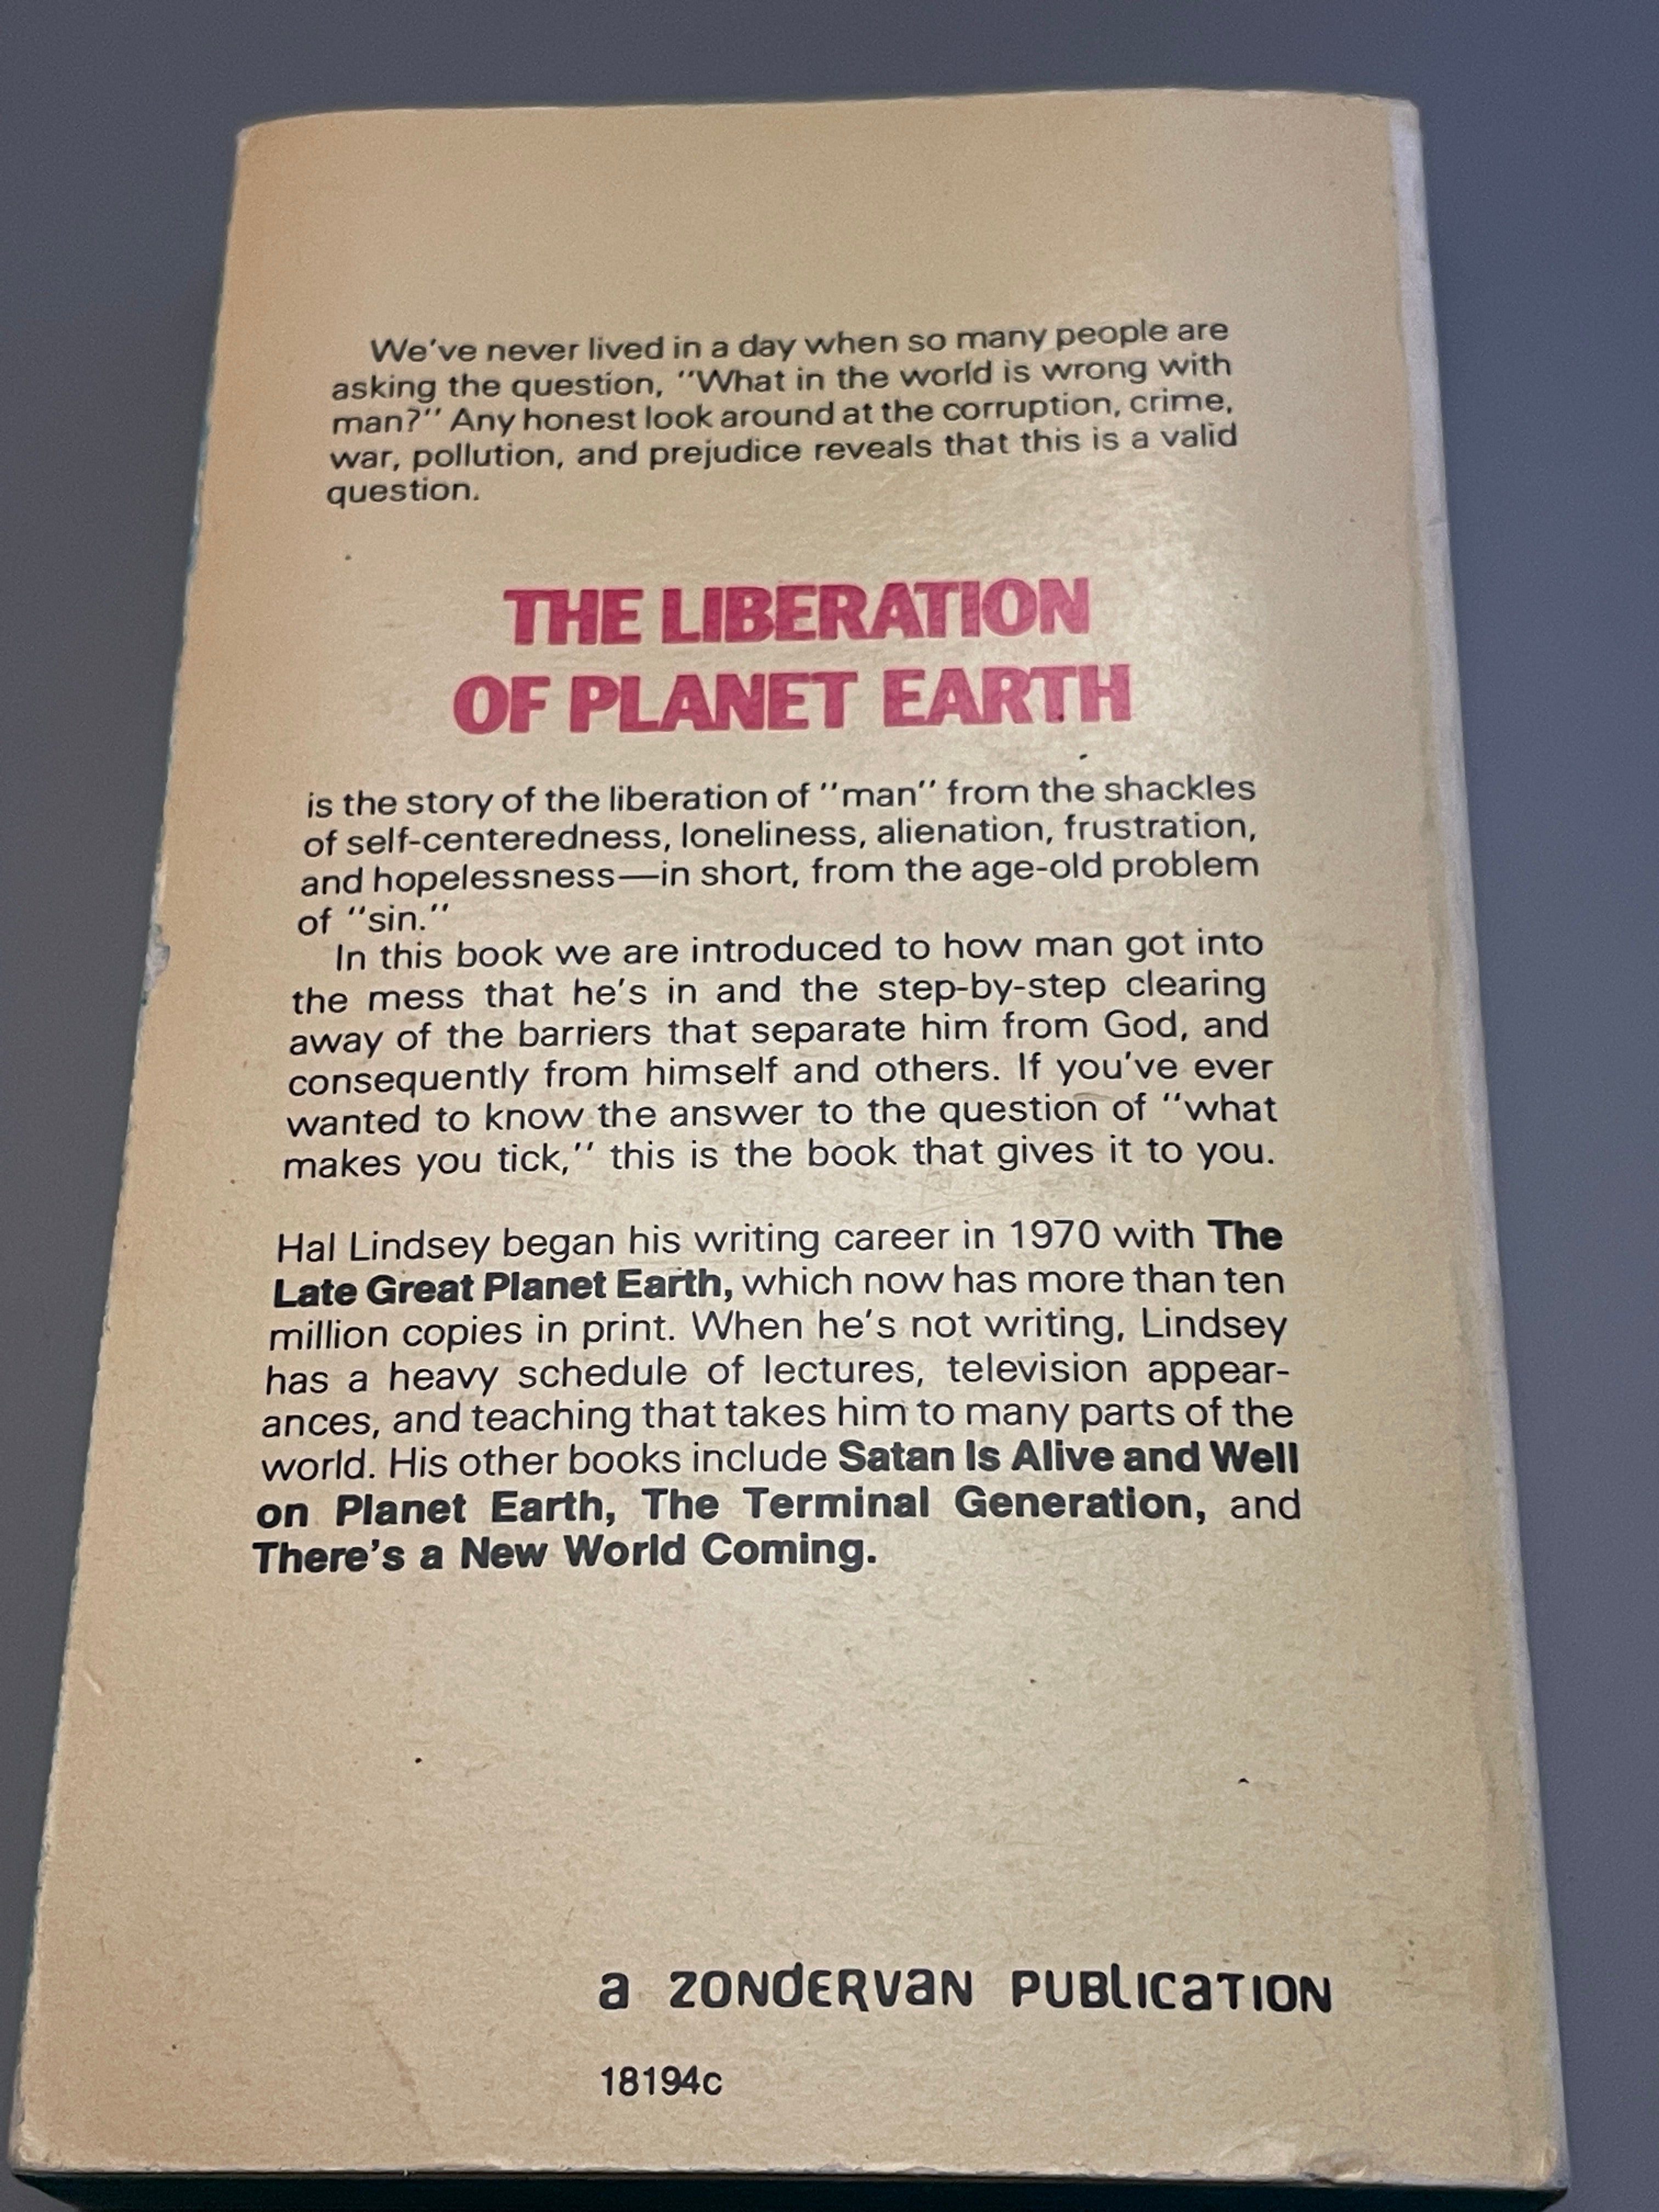 We've never lived in a day when so many people are
asking the question, "What in the world is wrong with
man?" Any honest look around at the corruption, crime,
war, pollution, and prejudice reveals that this is a valid
question.
THE LIBERATION
OF PLANET EARTH
is the story of the liberation of "man" from the shackles
of self-centeredness, loneliness, alienation, frustration,
and hopelessness—in short, from the age-old problem
of "sin."
In this book we are introduced to how man got into
the mess that he's in and the step-by-step clearing
away of the barriers that separate him from God, and
consequently from himself and others. If you've ever
wanted to know the answer to the question of "what
makes you tick," this is the book that gives it to you.
Hal Lindsey began his writing career in 1970 with The
Late Great Planet Earth, which now has more than ten
million copies in print. When he's not writing, Lindsey
has a heavy schedule of lectures, television appear-
ances, and teaching that takes him to many parts of the
world. His other books include Satan Is Alive and Well
on Planet Earth, The Terminal Generation, and
There's a New World Coming.
a ZONdERVaN PUBlICaTION
18194c